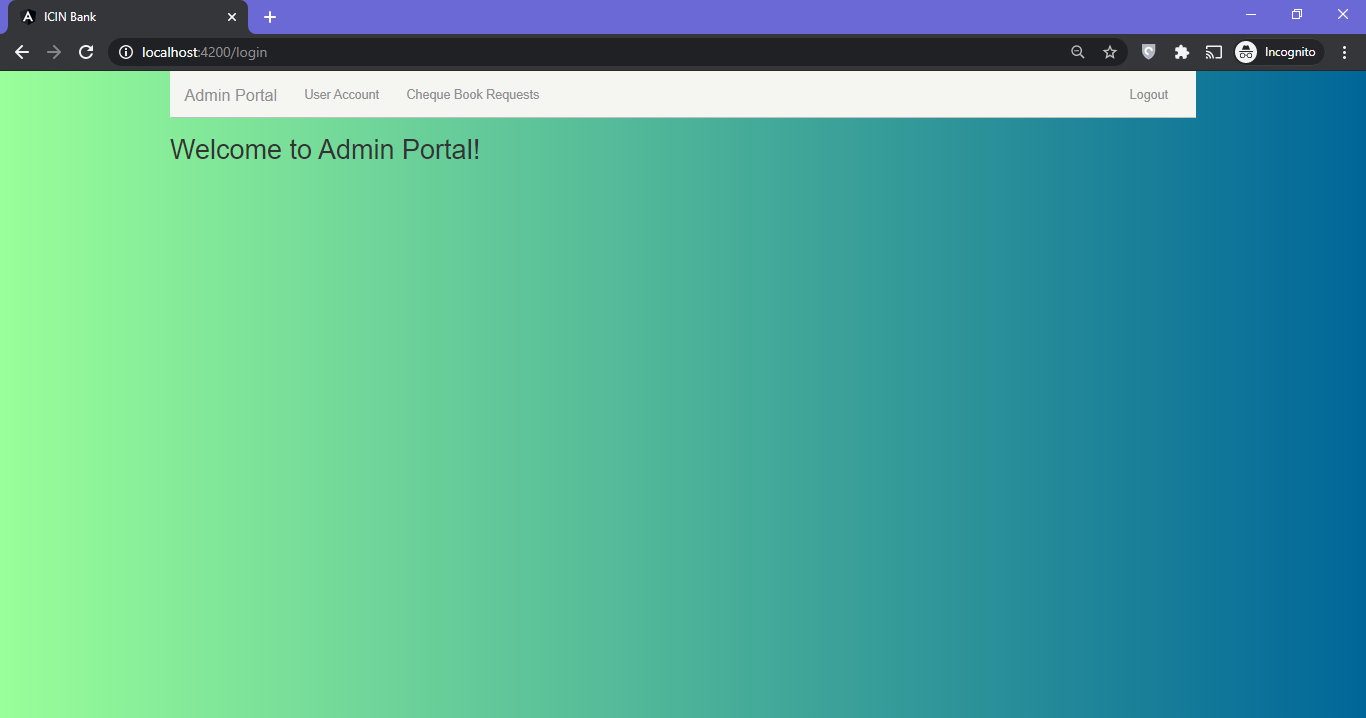 ICIN Bank
localhost:4200/login
Incognito
Admin Portal User Account Cheque Book Requests Logout
Welcome to Admin Portal!